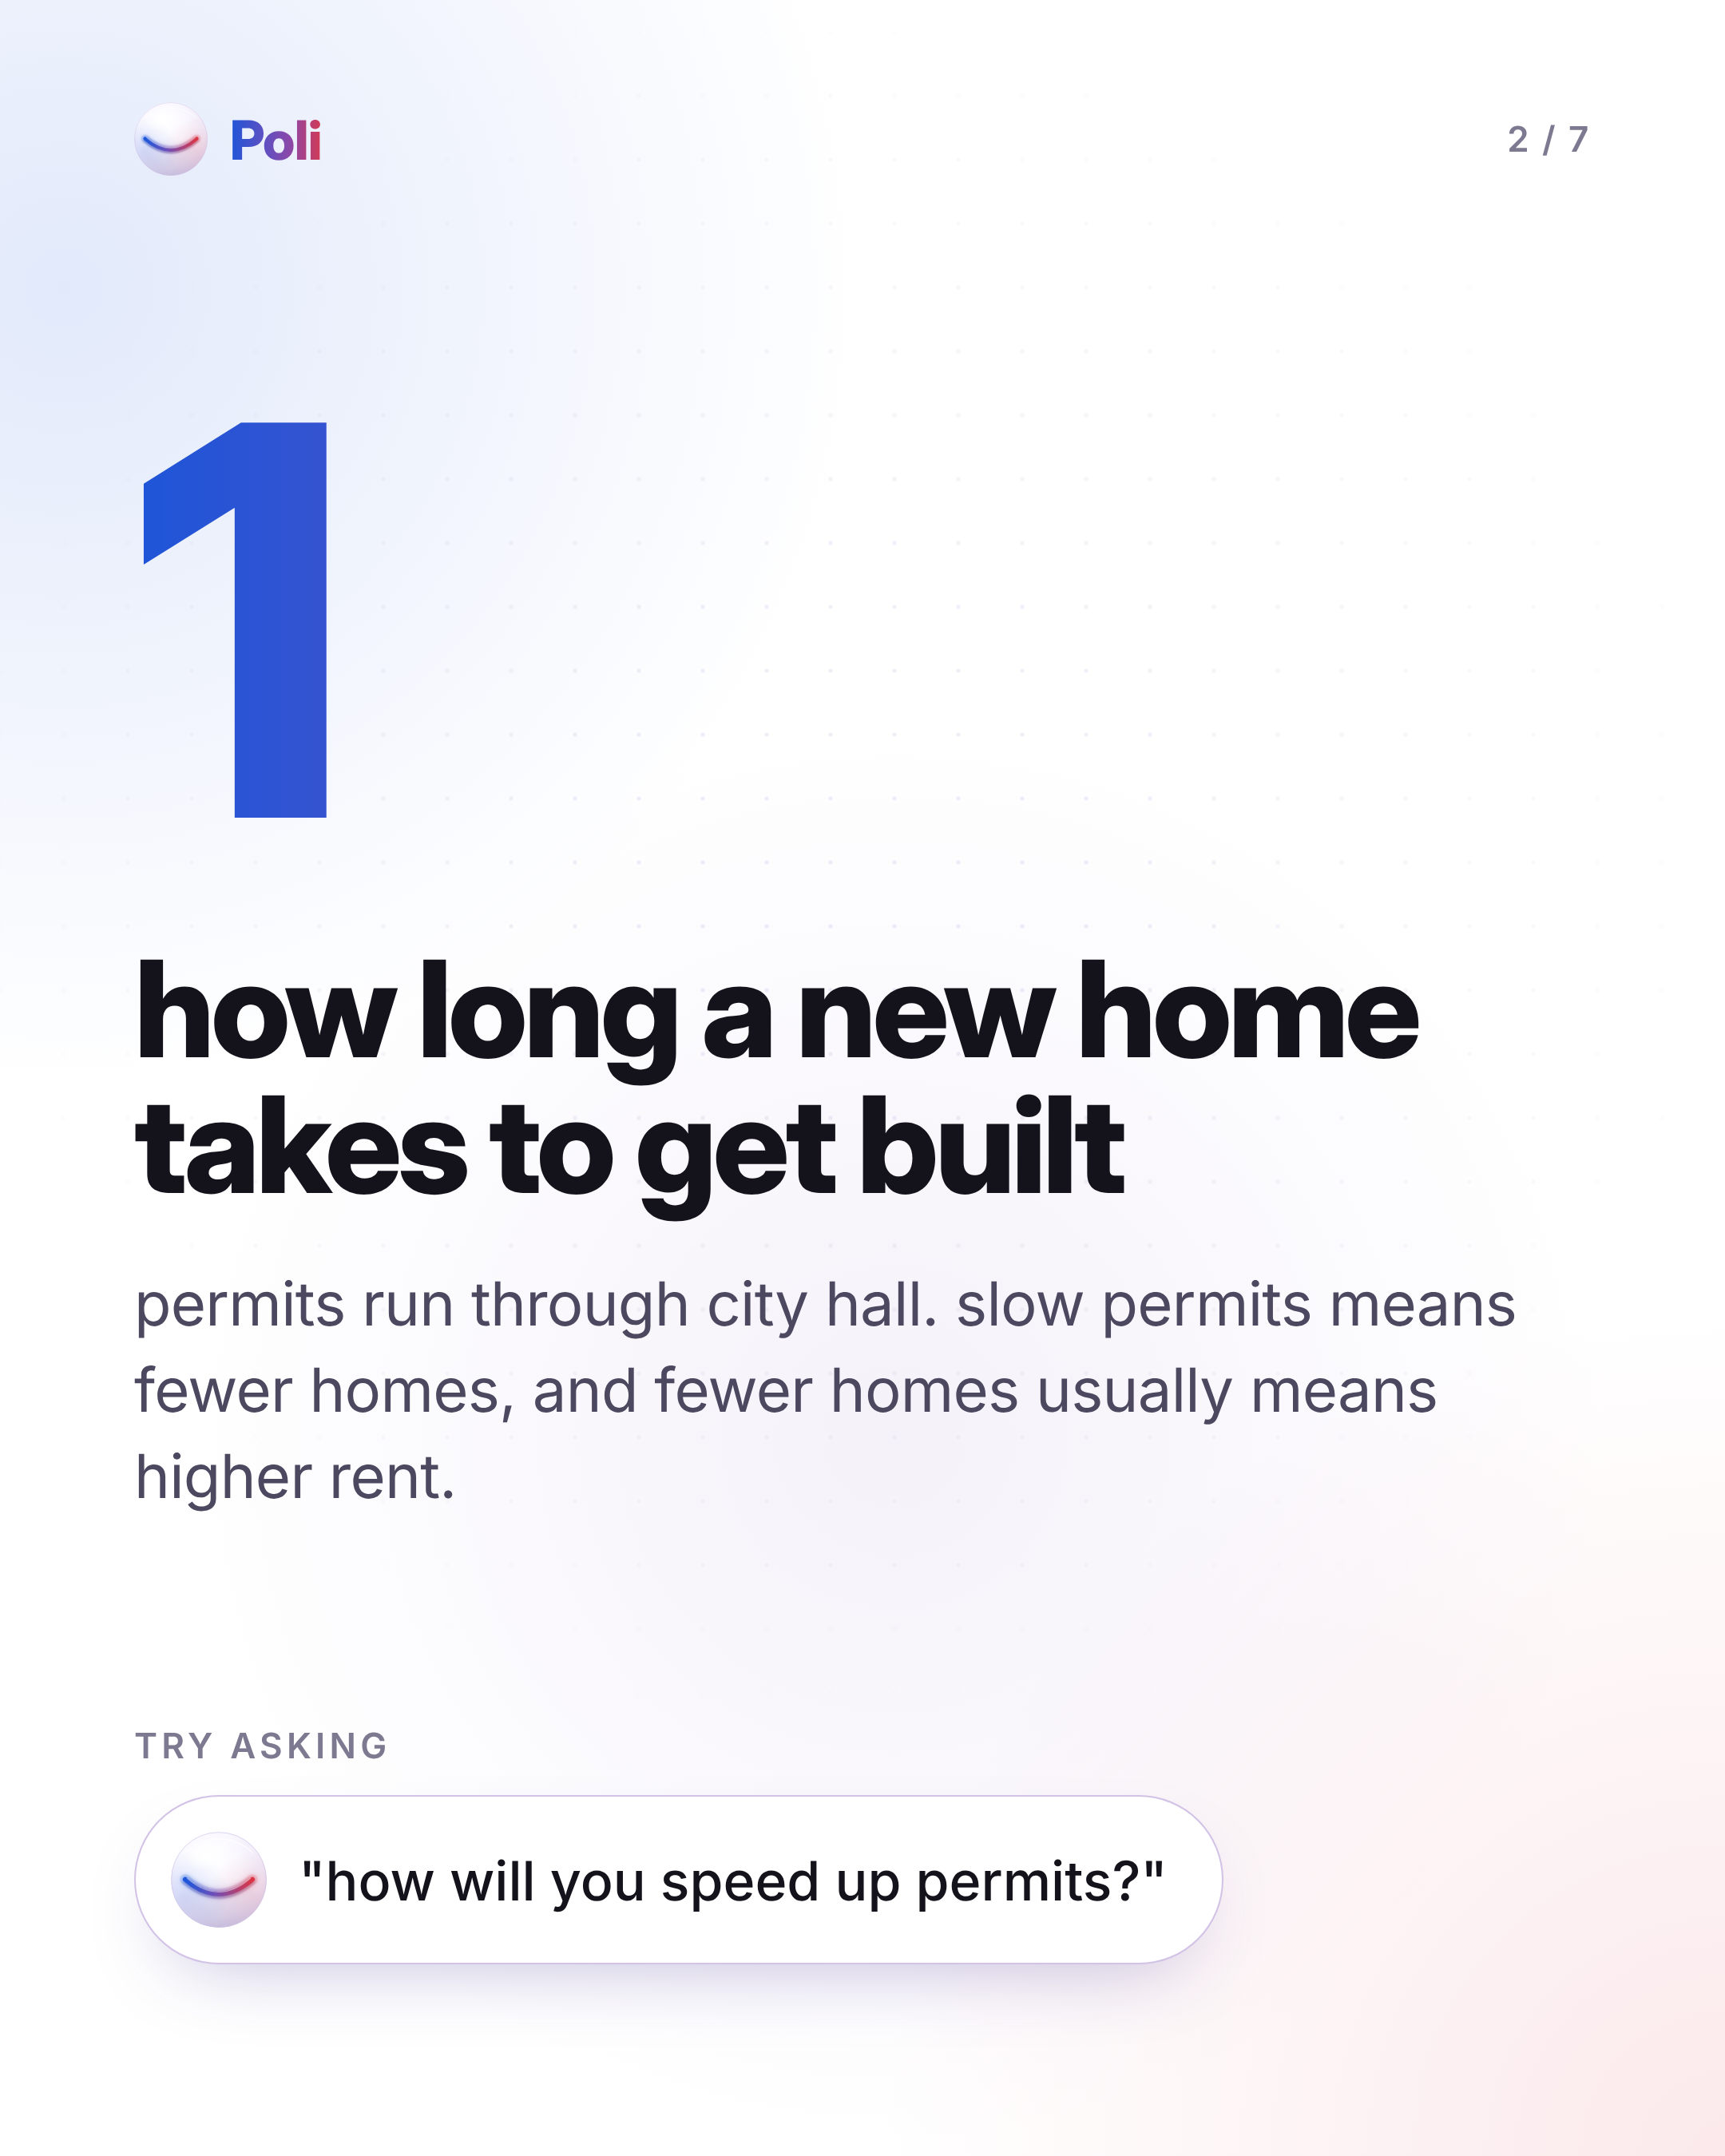 Poli
2 / 7
1
how long a new home
takes to get built
permits run through city hall. slow permits means
fewer homes, and fewer homes usually means
higher rent.
TRY ASKING
"how will you speed up permits?"